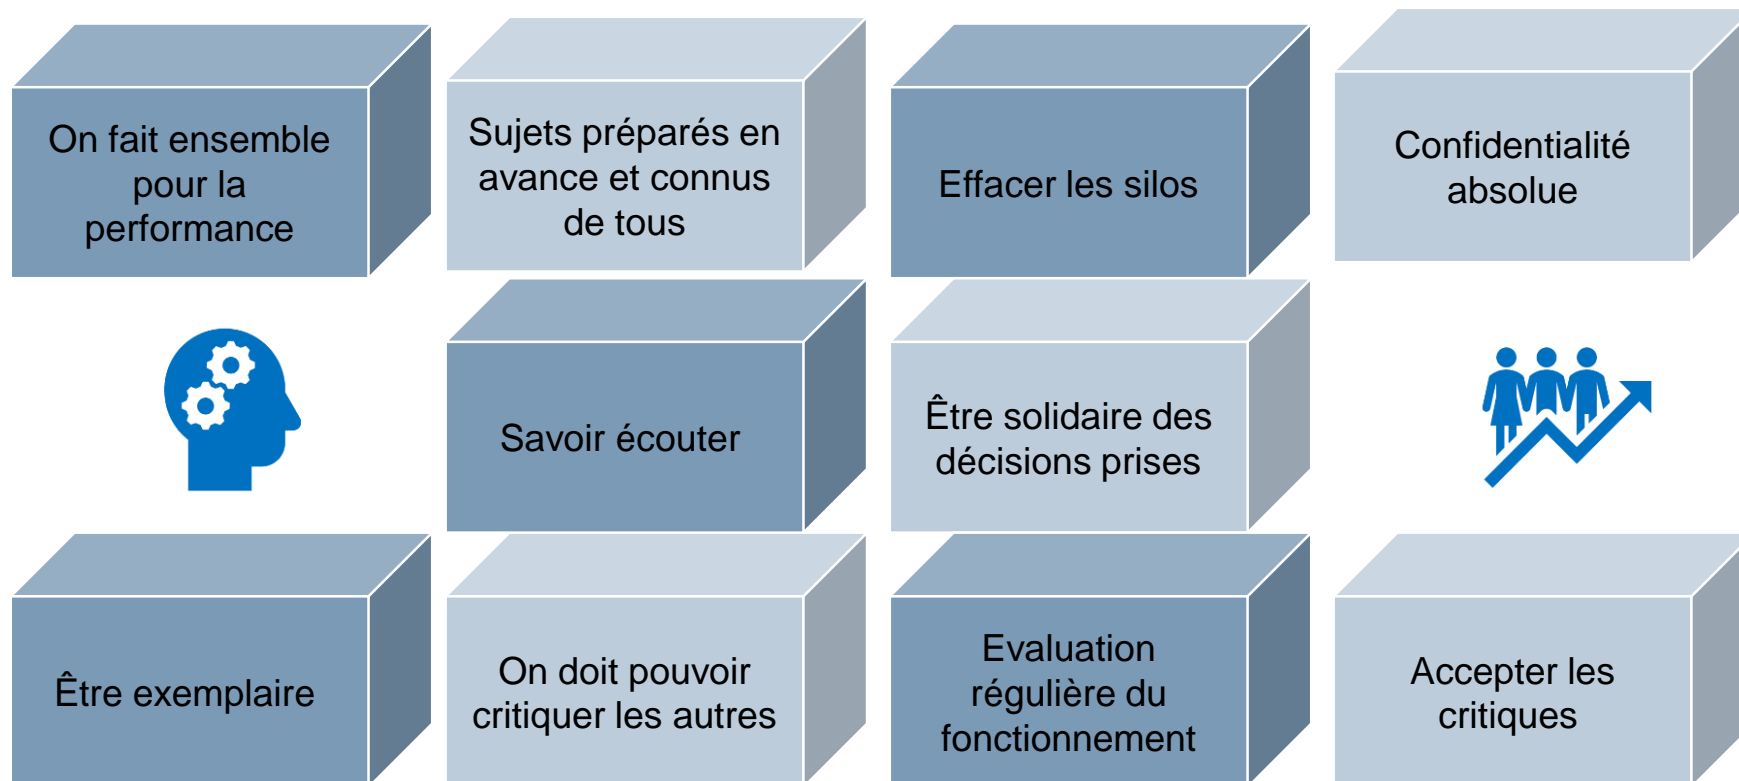 On fait ensemble
pour la
performance
Sujets préparés en
avance et connus
de tous
Effacer les silos
Confidentialité
absolue
Savoir écouter
Être solidaire des
décisions prises
Être exemplaire
On doit pouvoir
critiquer les autres
Evaluation
régulière du
fonctionnement
Accepter les
critiques